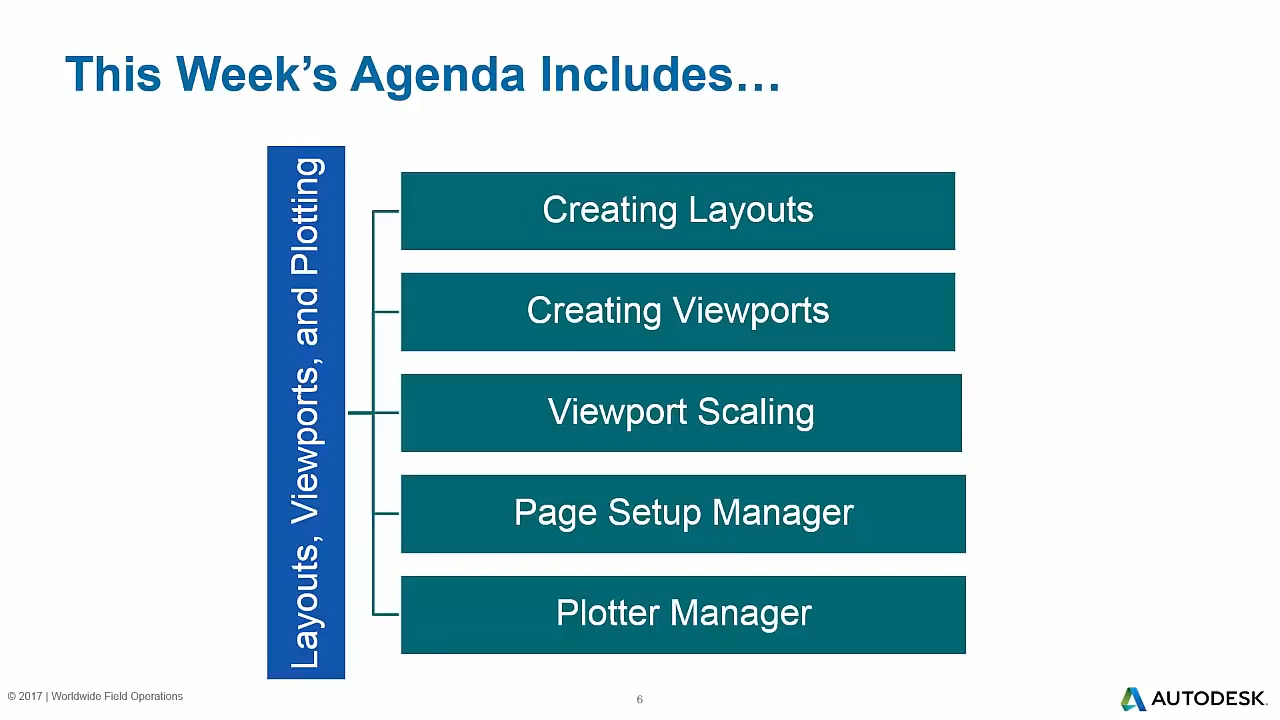 This Week’s Agenda Includes…
Layouts, Viewports, and Plotting
Creating Layouts
Creating Viewports
Viewport Scaling
Page Setup Manager
Plotter Manager
© 2017 | Worldwide Field Operations
6
AUTODESK.